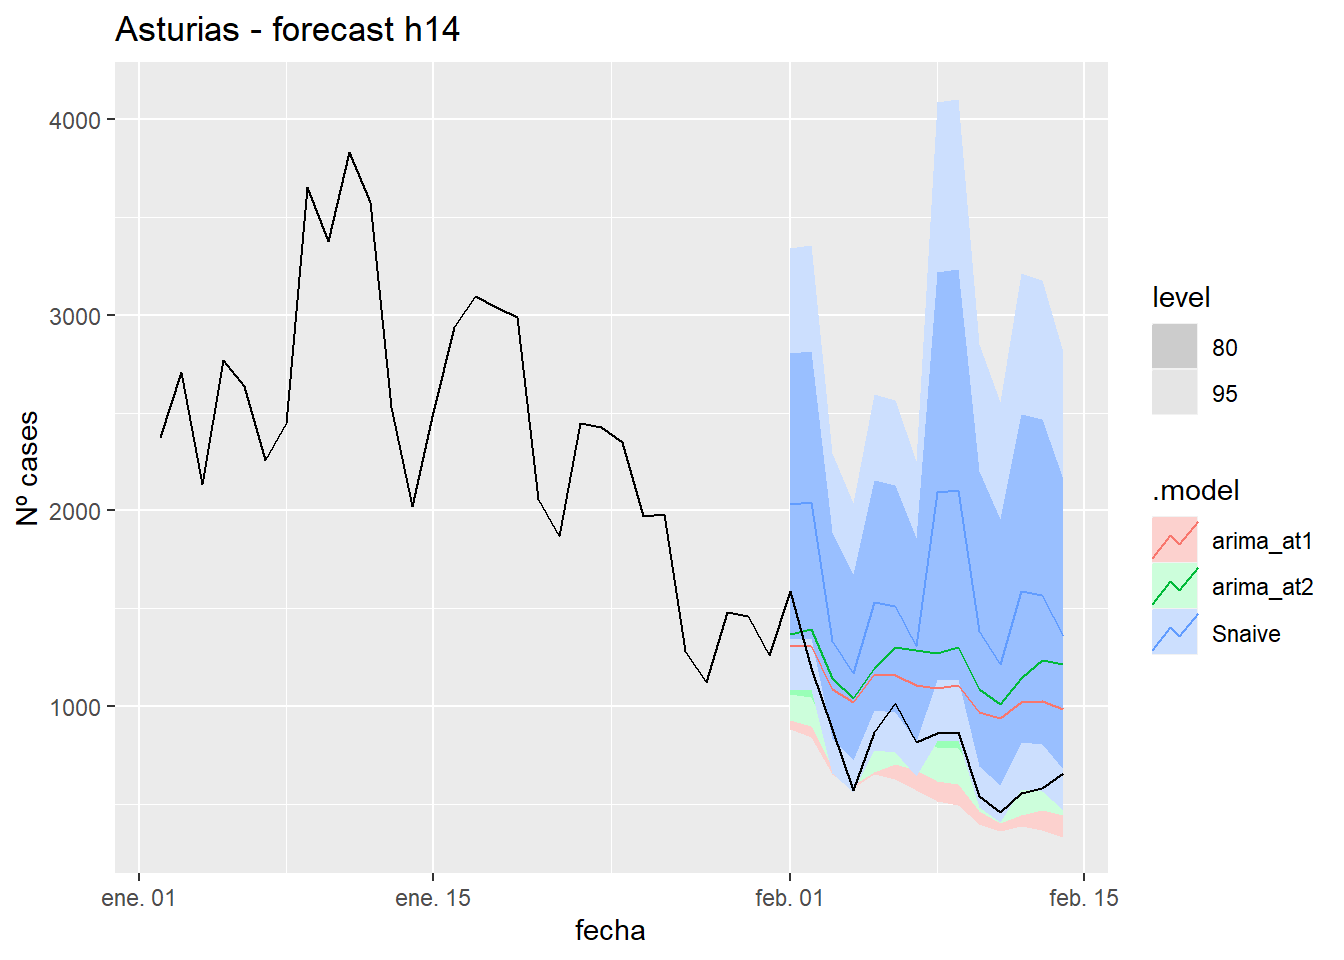 Asturias - forecast h14
4000
3000
2000
1000
Nº cases
ene. 01
ene. 15
feb. 01
feb. 15
fecha
level
80
95
.model
arima_at1
arima_at2
Snaive